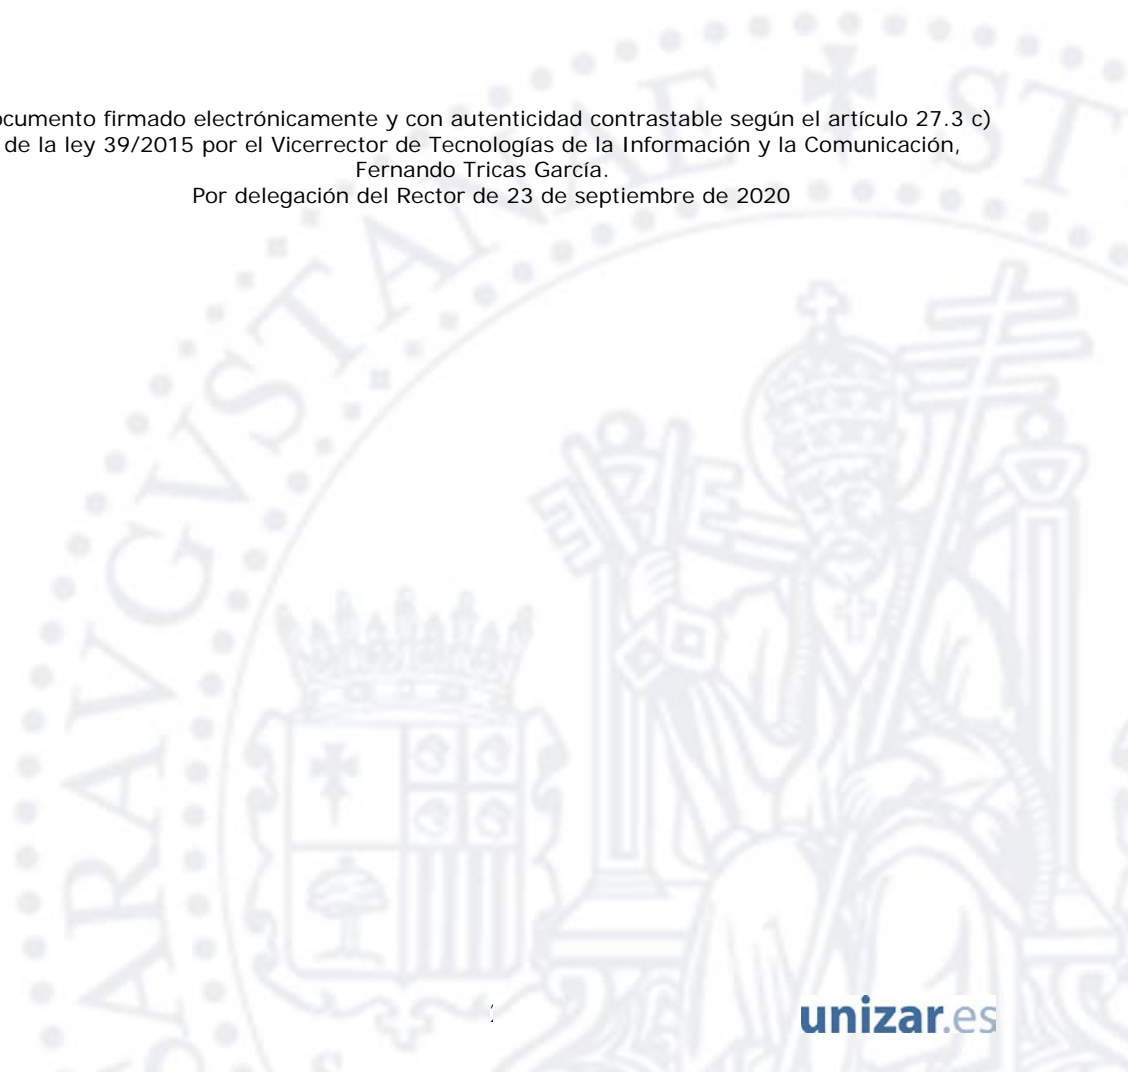 ocumento firmado electrónicamente y con autenticidad contrastable según el artículo 27.3 c)
de la ley 39/2015 por el Vicerrector de Tecnologías de la Información y la Comunicación,
Fernando Tricas García.
Por delegación del Rector de 23 de septiembre de 2020
ARAVGVSTANAE ST
unizar.es